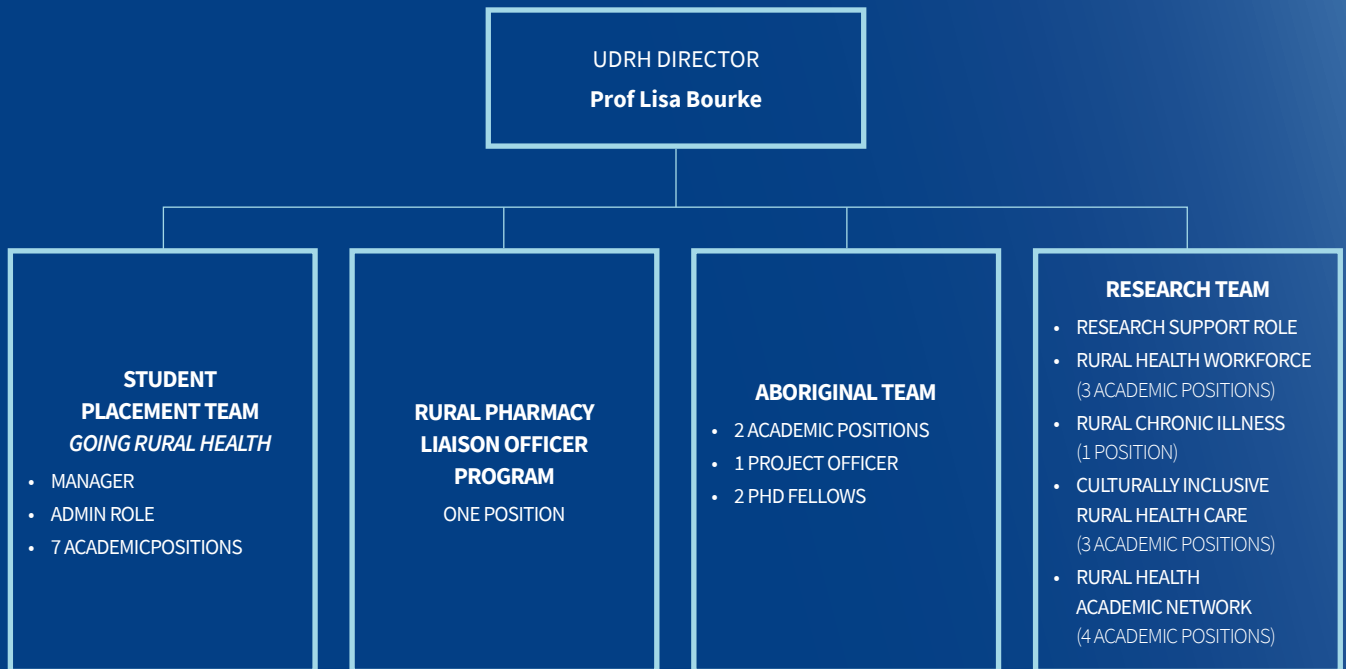 UDRH DIRECTOR
Prof Lisa Bourke
STUDENT
PLACEMENT TEAM
GOING RURAL HEALTH
• MANAGER
• ADMIN ROLE
• 7 ACADEMICPOSITIONS
RURAL PHARMACY
LIAISON OFFICER
PROGRAM
ONE POSITION
ABORIGINAL TEAM
• 2 ACADEMIC POSITIONS
• 1 PROJECT OFFICER
• 2 PHD FELLOWS
RESEARCH TEAM
• RESEARCH SUPPORT ROLE
• RURAL HEALTH WORKFORCE
(3 ACADEMIC POSITIONS)
• RURAL CHRONIC ILLNESS
(1 POSITION)
• CULTURALLY INCLUSIVE
RURAL HEALTH CARE
(3 ACADEMIC POSITIONS)
• RURAL HEALTH
ACADEMIC NETWORK
(4 ACADEMIC POSITIONS)